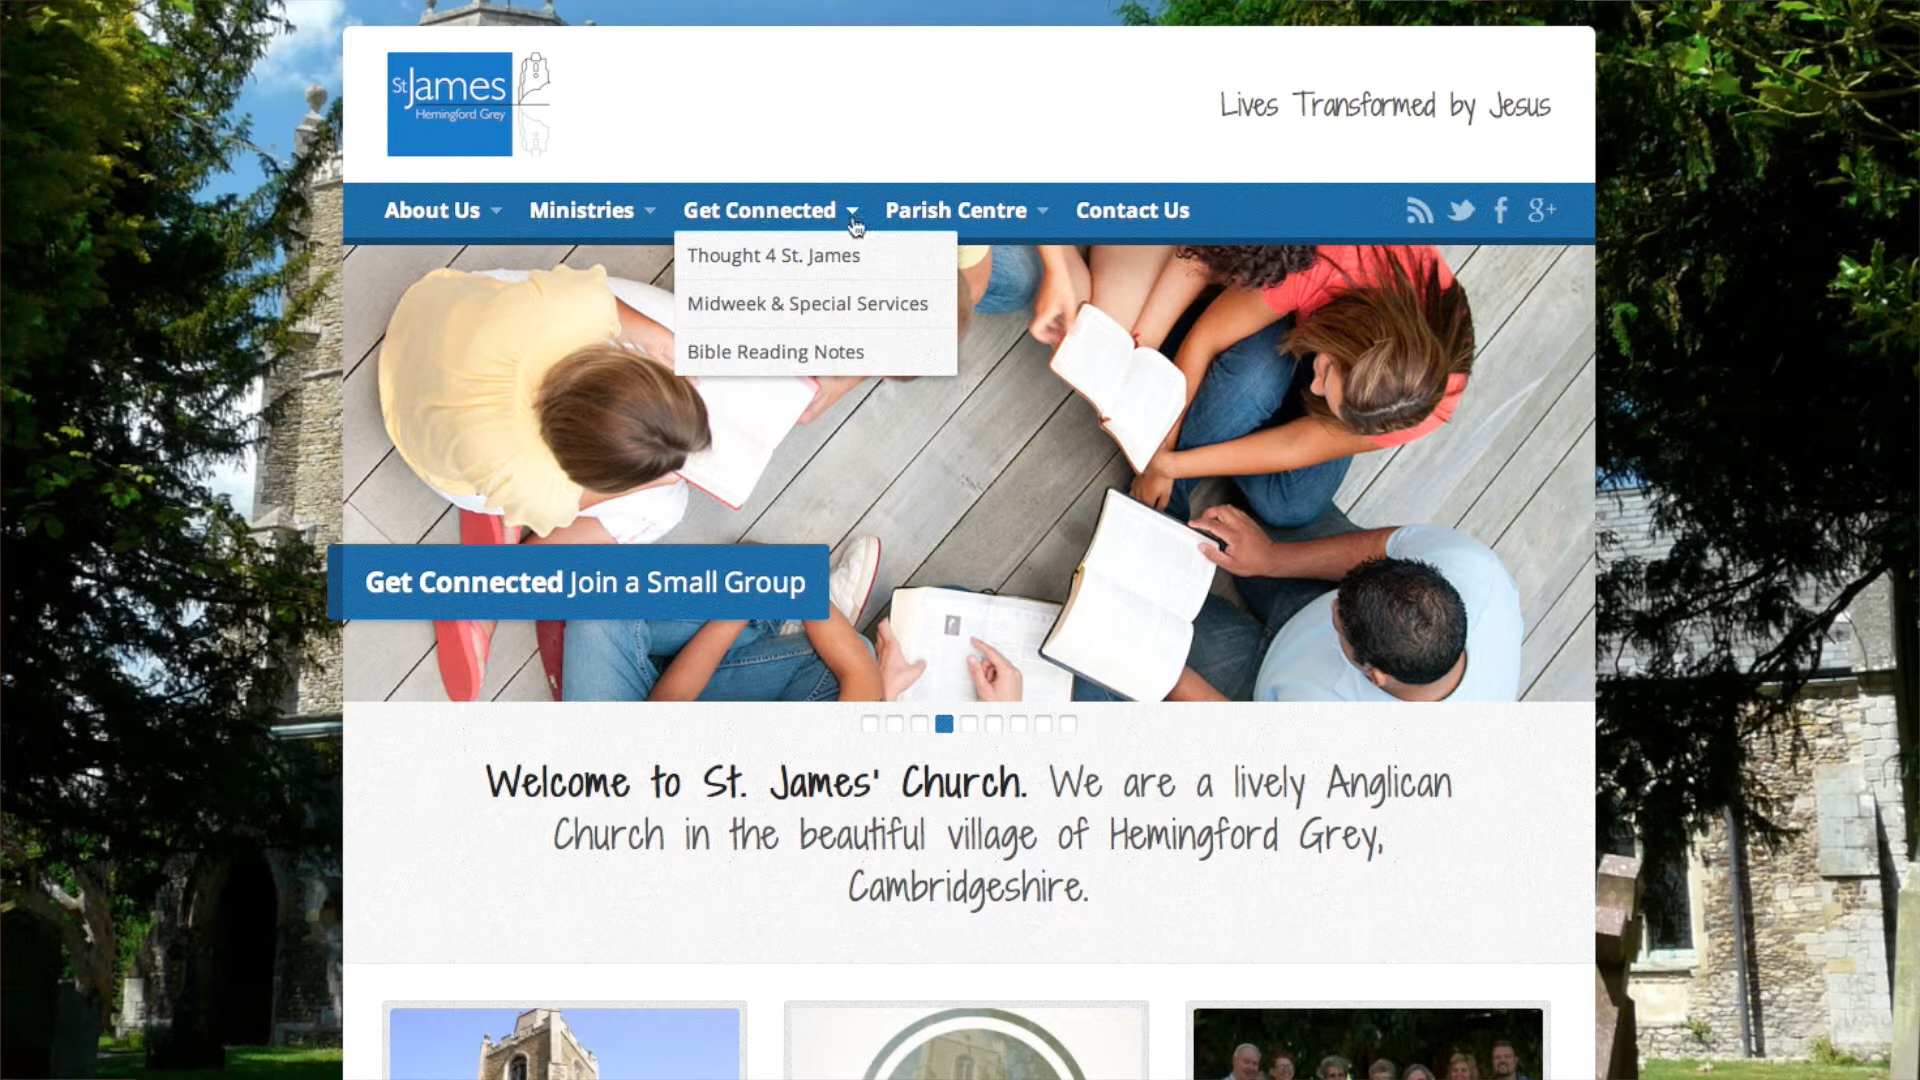 St James
Hemingford Grey
Lives Transformed by Jesus
About Us
Ministries
Get Connected
Parish Centre
Contact Us
g+
Thought 4 St. James
Midweek & Special Services
Bible Reading Notes
Get Connected Join a Small Group
Welcome to St. James' Church. We are a lively Anglican
Church in the beautiful village of Hemingford Grey,
Cambridgeshire.